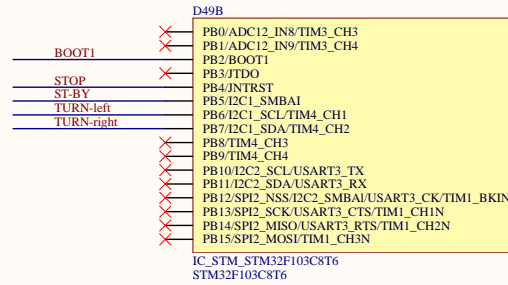 D49B
PB0/ADC12_IN8/TIM3_CH3
PB1/ADC12_IN9/TIM3_CH4
BOOT1 PB2/BOOT1
PB3/JTDO
STOP PB4/JNTRST
ST-BY PB5/I2C1_SMBAI
TURN-left PB6/I2C1_SCL/TIM4_CH1
TURN-right PB7/I2C1_SDA/TIM4_CH2
PB8/TIM4_CH3
PB9/TIM4_CH4
PB10/I2C2_SCL/USART3_TX
PB11/I2C2_SDA/USART3_RX
PB12/SPI2_NSS/I2C2_SMBAl/USART3_CK/TIM1_BKIN
PB13/SPI2_SCK/USART3_CTS/TIM1_CH1N
PB14/SPI2_MISO/USART3_RTS/TIM1_CH2N
PB15/SPI2_MOSI/TIM1_CH3N
IC_STM_STM32F103C8T6
STM32F103C8T6